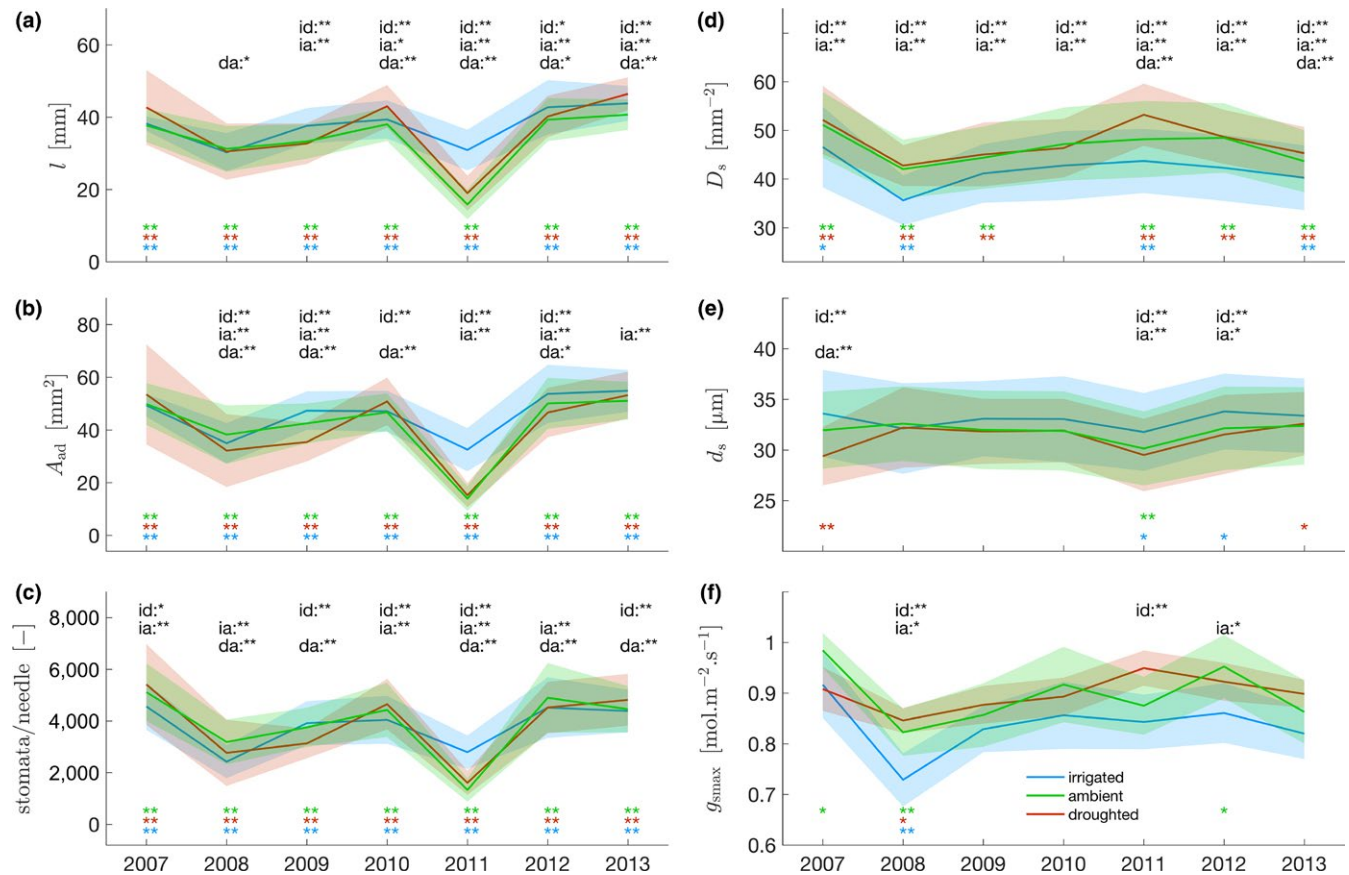 (a)
id:** id:** id:** id:** id:**
ia:** ia:* ia:** ia:** ia:**
da:* da:** da:** da:* da:**
60
40
20
0
l [mm]
** ** ** ** ** ** **
** ** ** ** ** ** **
** ** ** ** ** ** **
(b)
id:** id:** id:** id:** id:**
ia:** ia:** ia:** ia:** ia:**
da:** da:** da:** da:*
80
60
40
20
0
A_ad [mm²]
** ** ** ** ** ** **
** ** ** ** ** ** **
** ** ** ** ** ** **
(c)
id:* id:** id:** id:** id:**
ia:** ia:** ia:** ia:** ia:**
da:** da:** da:** da:** da:**
8,000
6,000
4,000
2,000
0
stomata/needle [−]
** ** ** ** ** ** **
** ** ** ** ** ** **
** ** ** ** ** ** **
2007 2008 2009 2010 2011 2012 2013
(d)
id:** id:** id:** id:** id:** id:** id:**
ia:** ia:** ia:** ia:** ia:** ia:** ia:**
da:** da:**
60
50
40
30
D_s [mm⁻²]
** ** ** ** ** **
** ** ** ** ** **
* ** ** **
(e)
id:** id:** id:**
ia:** ia:*
da:**
40
35
30
25
d_s [μm]
**
** *
* *
(f)
id:** id:**
ia:* ia:*
1
0.9
0.8
0.7
0.6
g_smax [mol.m⁻².s⁻¹]
irrigated
ambient
droughted
* ** *
*
**
2007 2008 2009 2010 2011 2012 2013